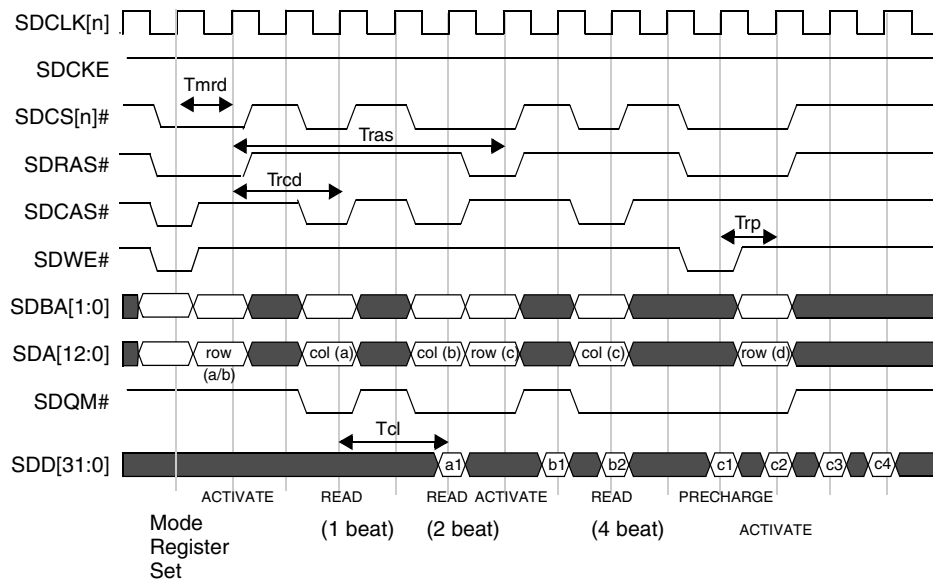 SDCLK[n]
SDCKE
Tmrd
SDCS[n]#
Tras
SDRAS#
Trcd
SDCAS#
Trp
SDWE#
SDBA[1:0]
SDA[12:0] row (a/b) col (a) col (b) row (c) col (c) row (d)
SDQM#
Tcl
SDD[31:0] a1 b1 b2 c1 c2 c3 c4
ACTIVATE READ READ ACTIVATE READ PRECHARGE
Mode Register Set (1 beat) (2 beat) (4 beat) ACTIVATE